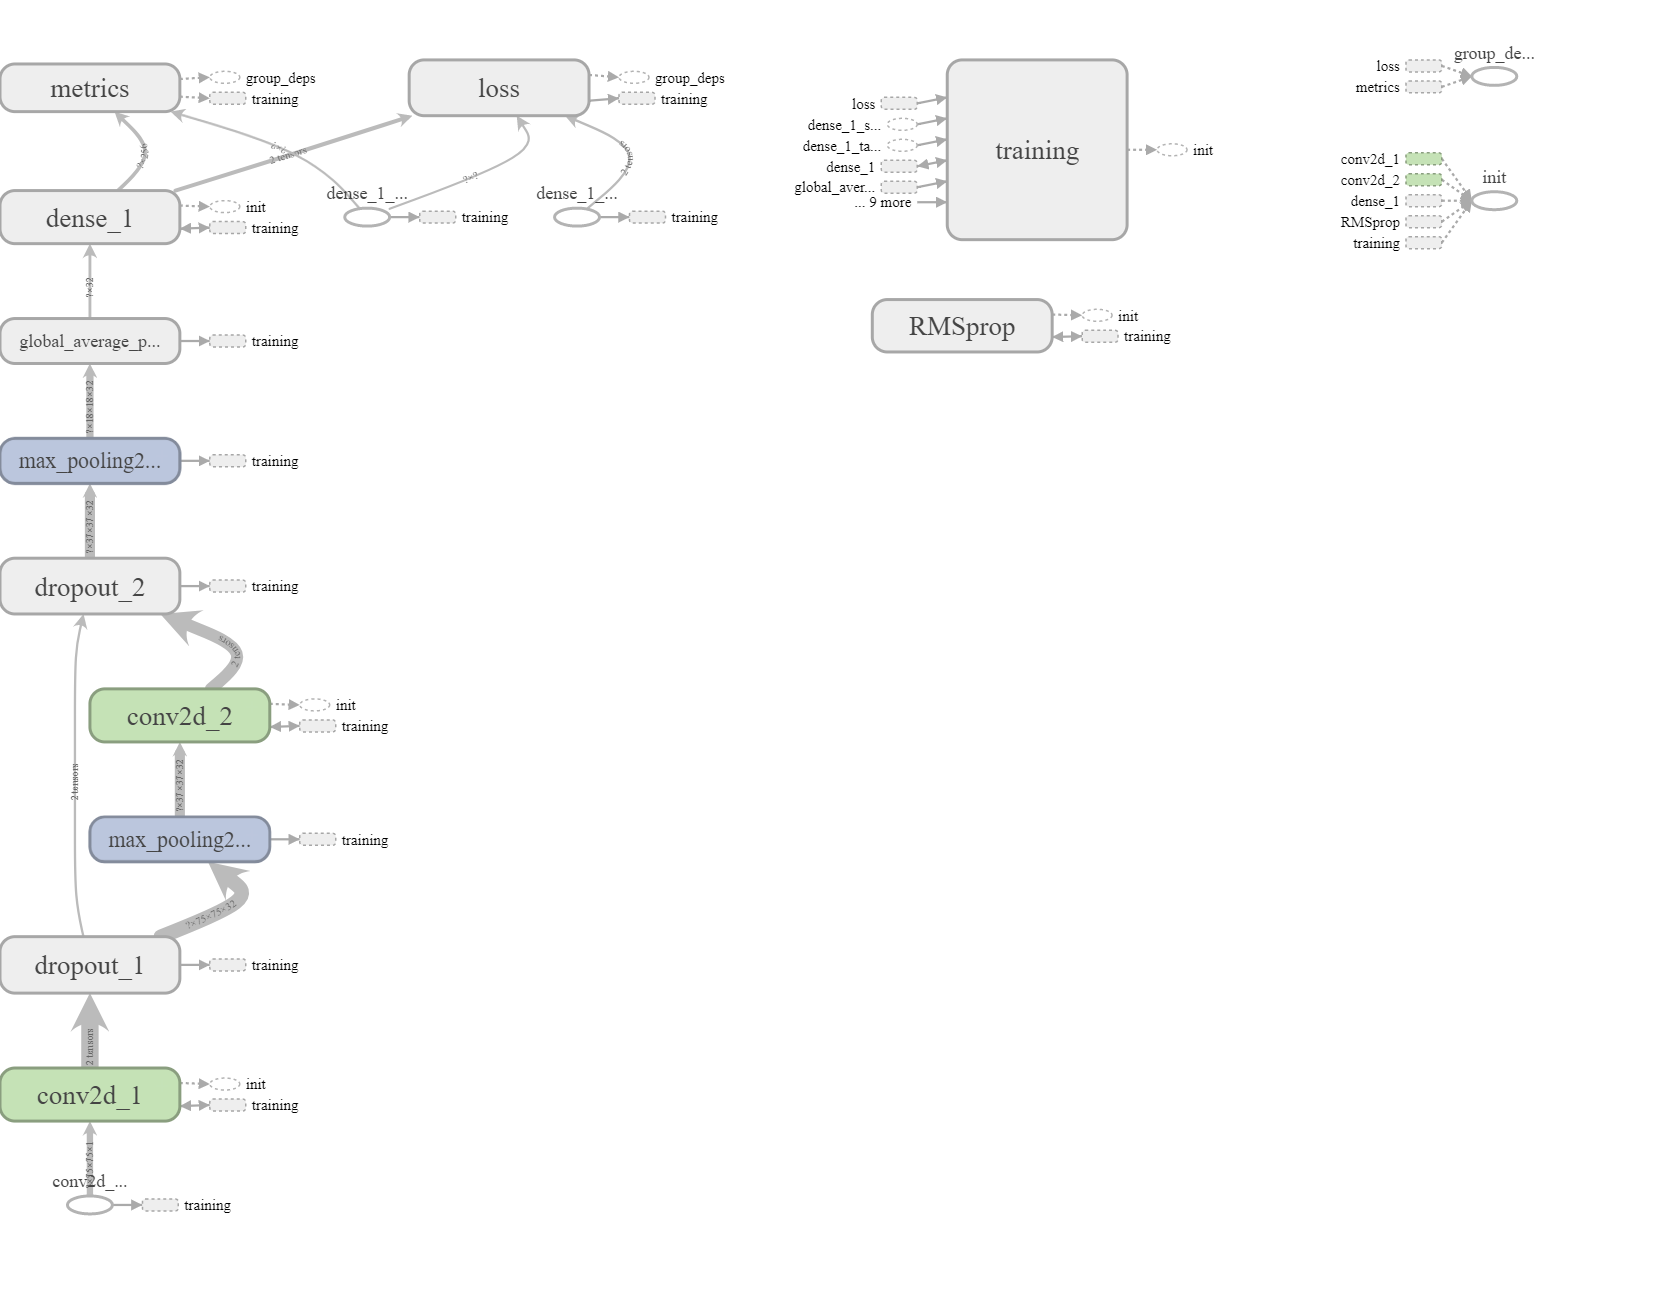 metrics
group_deps
training
loss
group_deps
training
?×256
?×?
2 tensors
?×?
2 tensors
dense_1_...
training
dense_1_...
training
dense_1
init
training
?×32
global_average_p...
training
?×18×18×32
max_pooling2...
training
?×37×37×32
dropout_2
training
2 tensors
2 tensors
conv2d_2
init
training
?×37×37×32
max_pooling2...
training
?×75×75×32
dropout_1
training
2 tensors
conv2d_1
init
training
conv2d_...
training
loss
dense_1_s...
dense_1_ta...
dense_1
global_aver...
... 9 more
training
init
RMSprop
init
training
group_de...
loss
metrics
conv2d_1
conv2d_2
dense_1
RMSprop
training
init